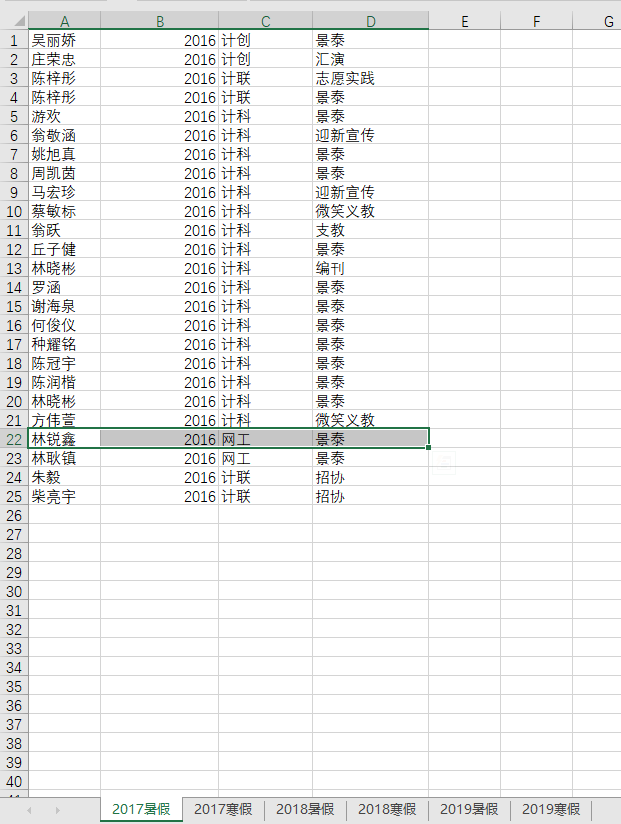 A B C D E F G
1 吴丽娇 2016 计创 景泰
2 庄荣忠 2016 计创 汇演
3 陈梓彤 2016 计联 志愿实践
4 陈梓彤 2016 计联 景泰
5 游欢 2016 计科 景泰
6 翁敬涵 2016 计科 迎新宣传
7 姚旭真 2016 计科 景泰
8 周凯茵 2016 计科 景泰
9 马宏珍 2016 计科 迎新宣传
10 蔡敏标 2016 计科 微笑义教
11 翁跃 2016 计科 支教
12 丘子健 2016 计科 景泰
13 林晓彬 2016 计科 编刊
14 罗涵 2016 计科 景泰
15 谢海泉 2016 计科 景泰
16 何俊仪 2016 计科 景泰
17 种耀铭 2016 计科 景泰
18 陈冠宇 2016 计科 景泰
19 陈润楷 2016 计科 景泰
20 林晓彬 2016 计科 景泰
21 方伟萱 2016 计科 微笑义教
22 林锐鑫 2016 网工 景泰
23 林耿镇 2016 网工 景泰
24 朱毅 2016 计联 招协
25 柴亮宇 2016 计联 招协
26
27
28
29
30
31
32
33
34
35
36
37
38
39
40
2017暑假 2017寒假 2018暑假 2018寒假 2019暑假 2019寒假